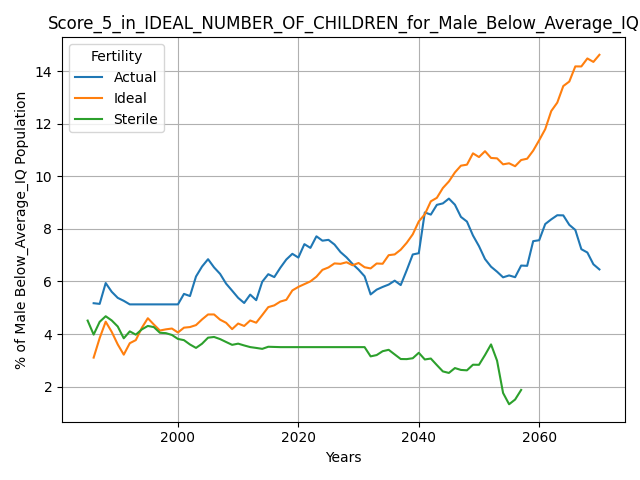 Score_5_in_IDEAL_NUMBER_OF_CHILDREN_for_Male_Below_Average_IQ
Fertility
Actual
Ideal
Sterile
% of Male Below_Average_IQ Population
14
12
10
8
6
4
2
2000 2020 2040 2060
Years